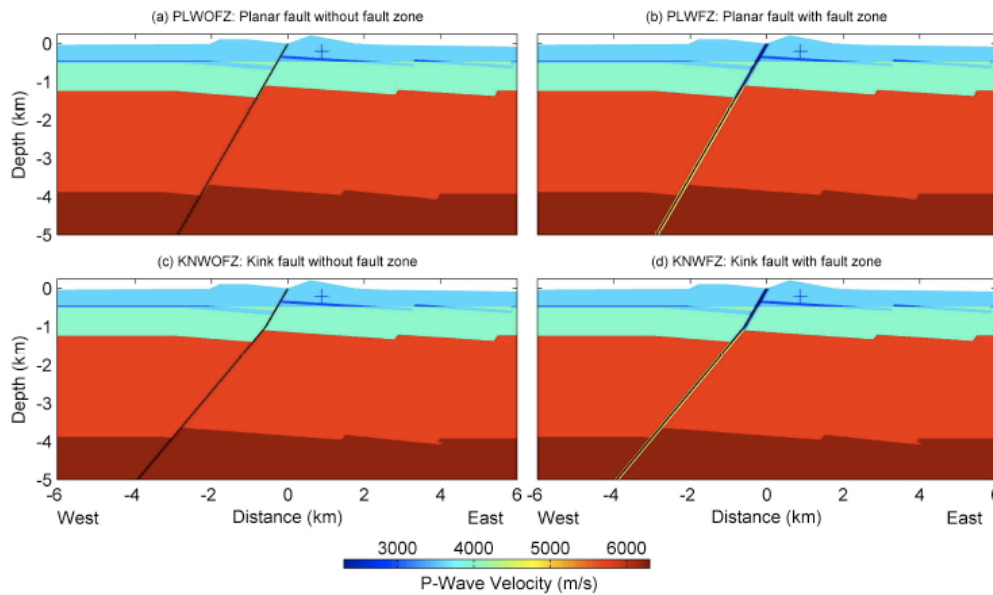 (a) PLWOFZ: Planar fault without fault zone
(b) PLWFZ: Planar fault with fault zone
0
-1
-2
-3
-4
-5
Depth (km)
(c) KNWOFZ: Kink fault without fault zone
(d) KNWFZ: Kink fault with fault zone
0
-1
-2
-3
-4
-5
Depth (km)
-6 -4 -2 0 2 4 6
-6 -4 -2 0 2 4 6
West Distance (km) East
West Distance (km) East
3000 4000 5000 6000
P-Wave Velocity (m/s)